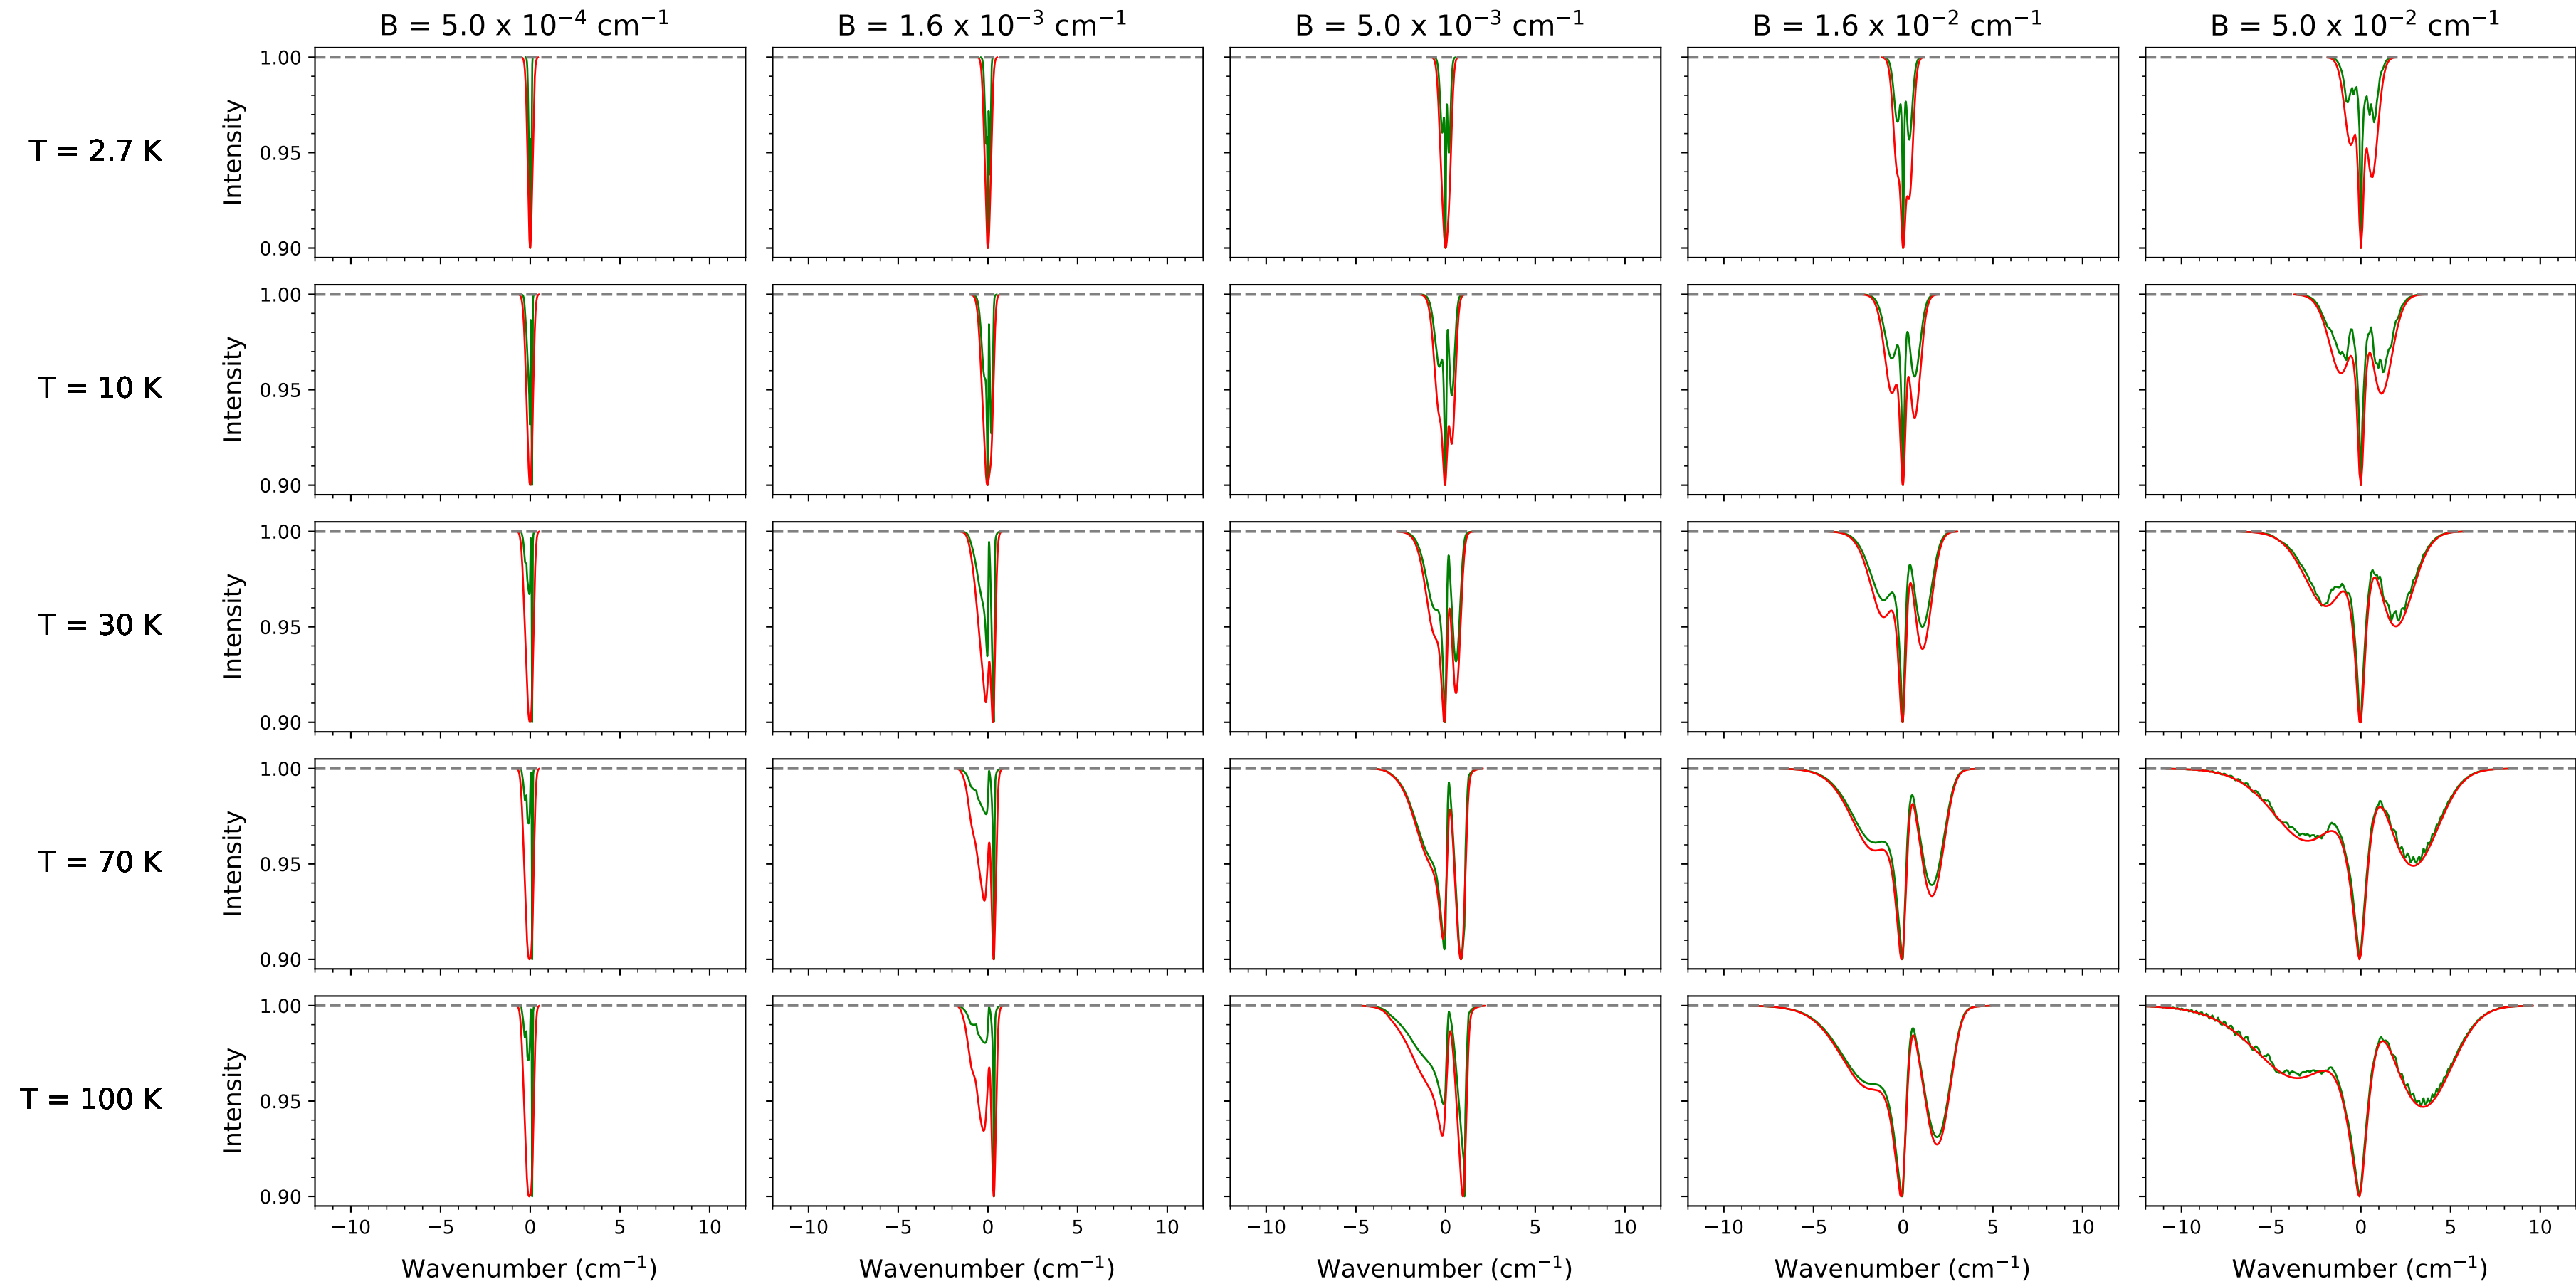 B = 5.0 x 10⁻⁴ cm⁻¹ B = 1.6 x 10⁻³ cm⁻¹ B = 5.0 x 10⁻³ cm⁻¹ B = 1.6 x 10⁻² cm⁻¹ B = 5.0 x 10⁻² cm⁻¹
1.00
T = 2.7 K Intensity 0.95
0.90
1.00
T = 10 K Intensity 0.95
0.90
1.00
T = 30 K Intensity 0.95
0.90
1.00
T = 70 K Intensity 0.95
0.90
1.00
T = 100 K Intensity 0.95
0.90
−10 −5 0 5 10 −10 −5 0 5 10 −10 −5 0 5 10 −10 −5 0 5 10 −10 −5 0 5 10
Wavenumber (cm⁻¹) Wavenumber (cm⁻¹) Wavenumber (cm⁻¹) Wavenumber (cm⁻¹) Wavenumber (cm⁻¹)